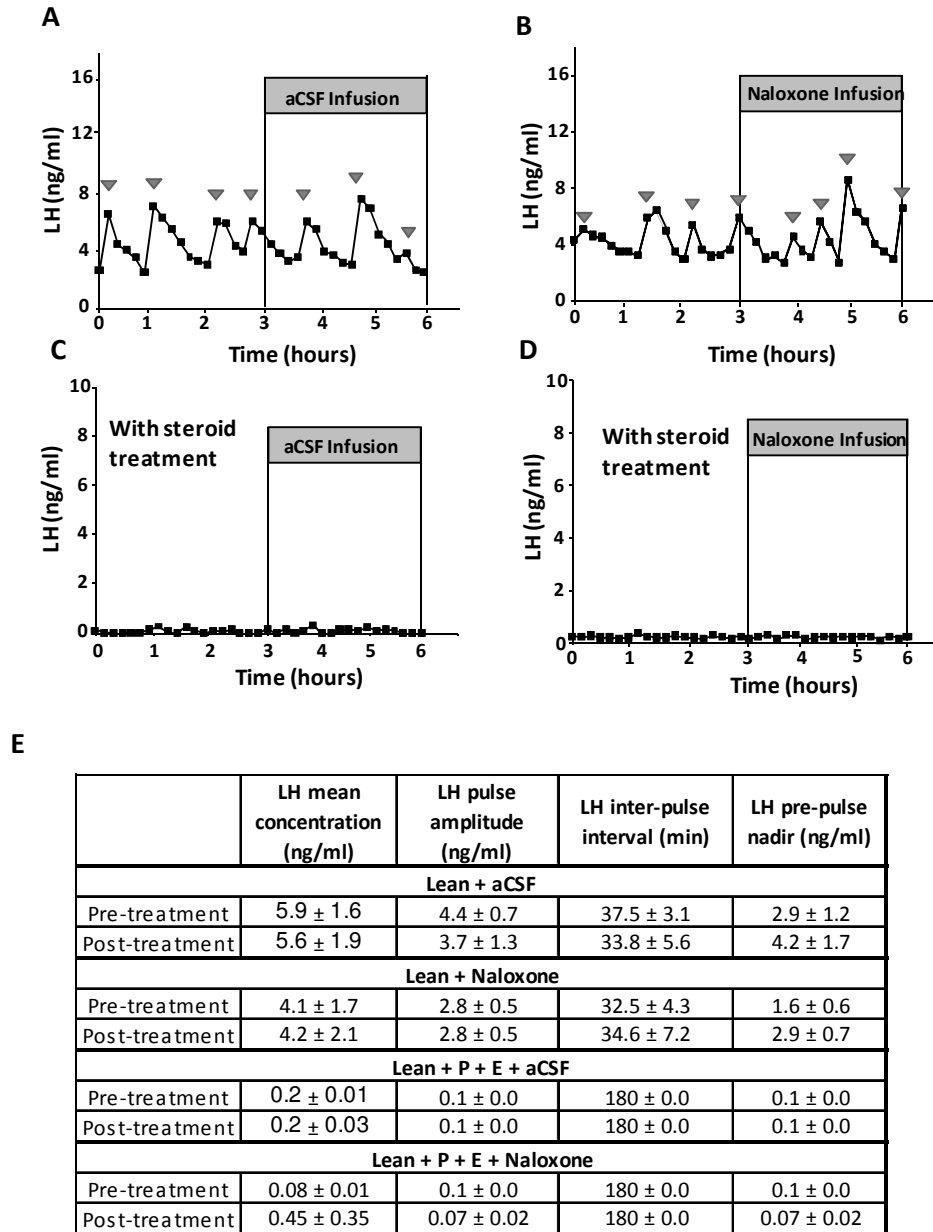 A
16
12
8
4
0
LH (ng/ml)
aCSF Infusion
0 1 2 3 4 5 6
Time (hours)
B
16
12
8
4
0
LH (ng/ml)
Naloxone Infusion
0 1 2 3 4 5 6
Time (hours)
C
10
8
6
4
2
0
LH (ng/ml)
With steroid
treatment
aCSF Infusion
0 1 2 3 4 5 6
Time (hours)
D
10
8
6
4
2
0
LH (ng/ml)
With steroid
treatment
Naloxone Infusion
0 1 2 3 4 5 6
Time (hours)
E
LH mean concentration (ng/ml) LH pulse amplitude (ng/ml) LH inter-pulse interval (min) LH pre-pulse nadir (ng/ml)
Lean + aCSF
Pre-treatment 5.9 ± 1.6 4.4 ± 0.7 37.5 ± 3.1 2.9 ± 1.2
Post-treatment 5.6 ± 1.9 3.7 ± 1.3 33.8 ± 5.6 4.2 ± 1.7
Lean + Naloxone
Pre-treatment 4.1 ± 1.7 2.8 ± 0.5 32.5 ± 4.3 1.6 ± 0.6
Post-treatment 4.2 ± 2.1 2.8 ± 0.5 34.6 ± 7.2 2.9 ± 0.7
Lean + P + E + aCSF
Pre-treatment 0.2 ± 0.01 0.1 ± 0.0 180 ± 0.0 0.1 ± 0.0
Post-treatment 0.2 ± 0.03 0.1 ± 0.0 180 ± 0.0 0.1 ± 0.0
Lean + P + E + Naloxone
Pre-treatment 0.08 ± 0.01 0.1 ± 0.0 180 ± 0.0 0.1 ± 0.0
Post-treatment 0.45 ± 0.35 0.07 ± 0.02 180 ± 0.0 0.07 ± 0.02